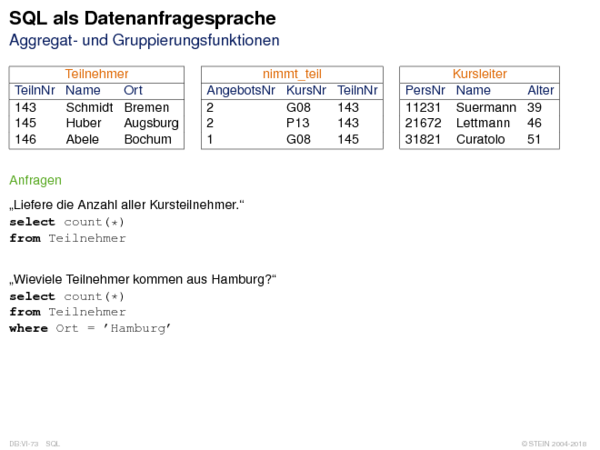 SQL als Datenanfragesprache
Aggregat- und Gruppierungsfunktionen
Teilnehmer
TeilnNr Name Ort
143 Schmidt Bremen
145 Huber Augsburg
146 Abele Bochum
nimmt_teil
AngebotsNr KursNr TeilnNr
2 G08 143
2 P13 143
1 G08 145
Kursleiter
PersNr Name Alter
11231 Suermann 39
21672 Lettmann 46
31821 Curatolo 51
Anfragen
„Liefere die Anzahl aller Kursteilnehmer.“
select count(*)
from Teilnehmer
„Wieviele Teilnehmer kommen aus Hamburg?“
select count(*)
from Teilnehmer
where Ort = ’Hamburg’
DB:VI-73 SQL
© STEIN 2004-2018